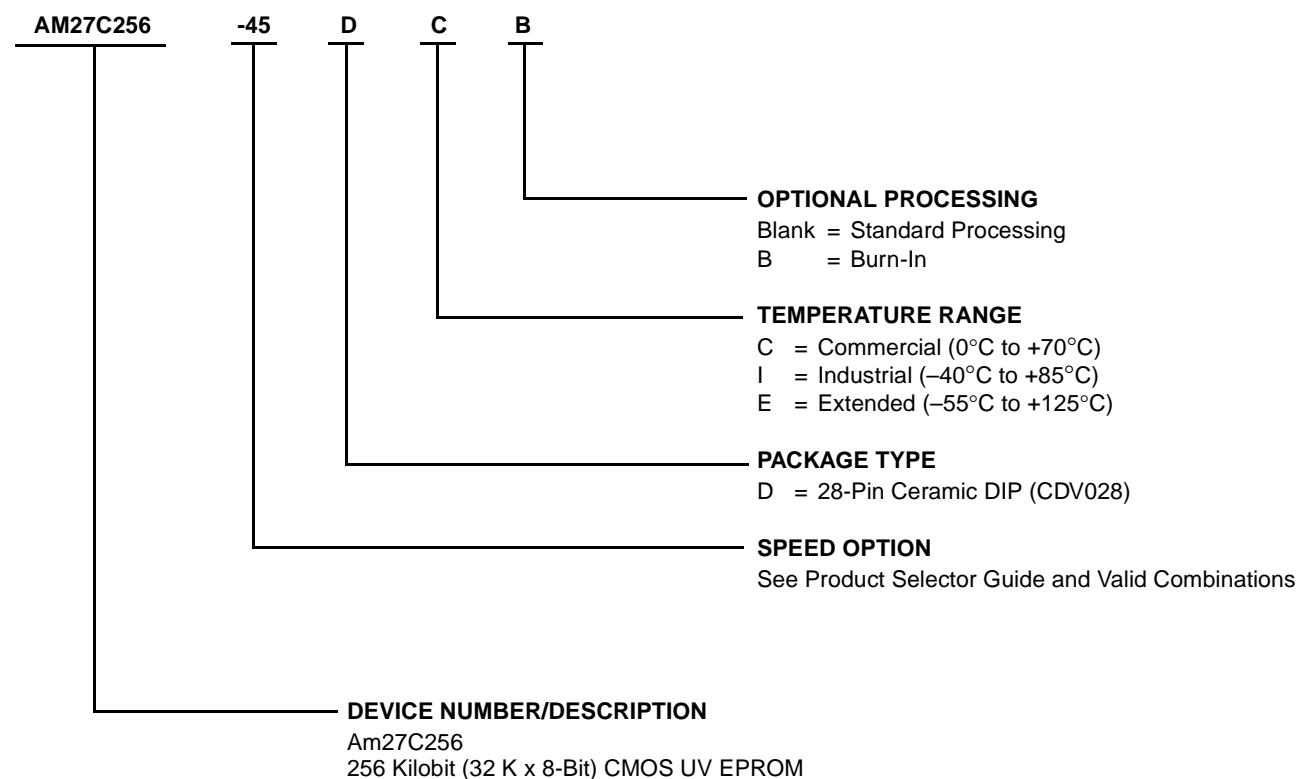 AM27C256 -45 D C B
OPTIONAL PROCESSING
Blank = Standard Processing
B = Burn-In
TEMPERATURE RANGE
C = Commercial (0°C to +70°C)
I = Industrial (–40°C to +85°C)
E = Extended (–55°C to +125°C)
PACKAGE TYPE
D = 28-Pin Ceramic DIP (CDV028)
SPEED OPTION
See Product Selector Guide and Valid Combinations
DEVICE NUMBER/DESCRIPTION
Am27C256
256 Kilobit (32 K x 8-Bit) CMOS UV EPROM